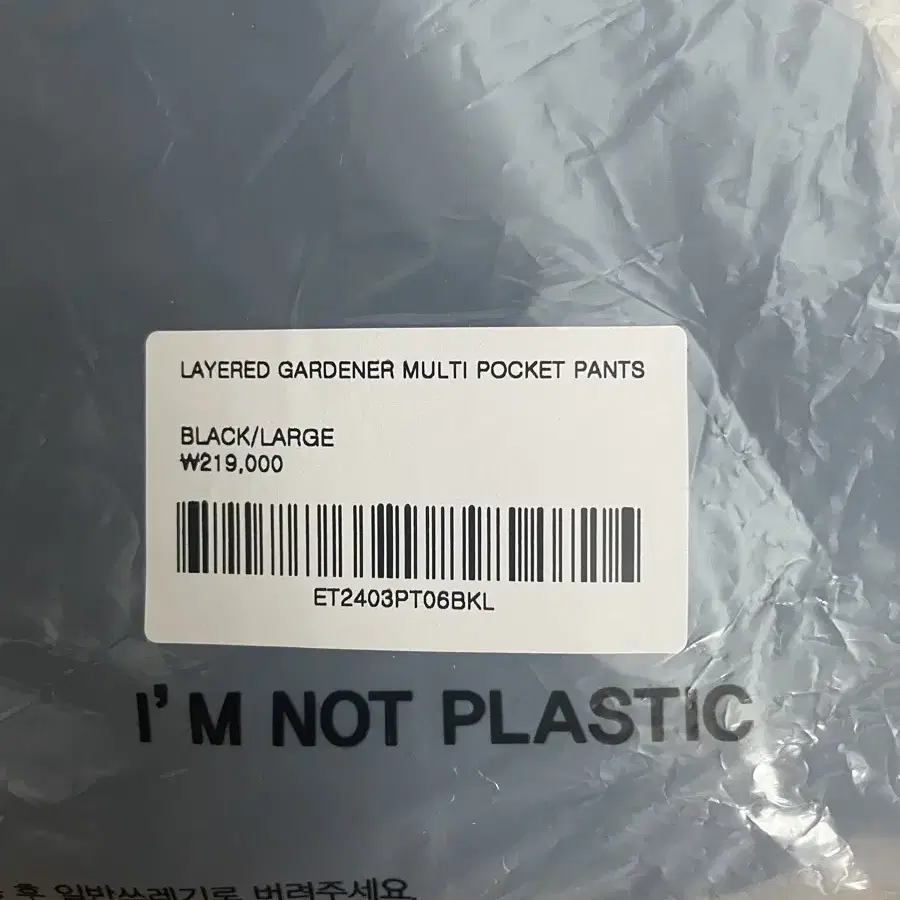 LAYERED GARDENER MULTI POCKET PANTS
BLACK/LARGE
₩219,000
ET2403PT06BKL
I'M NOT PLASTIC
후 일반쓰레기로 버려주세요